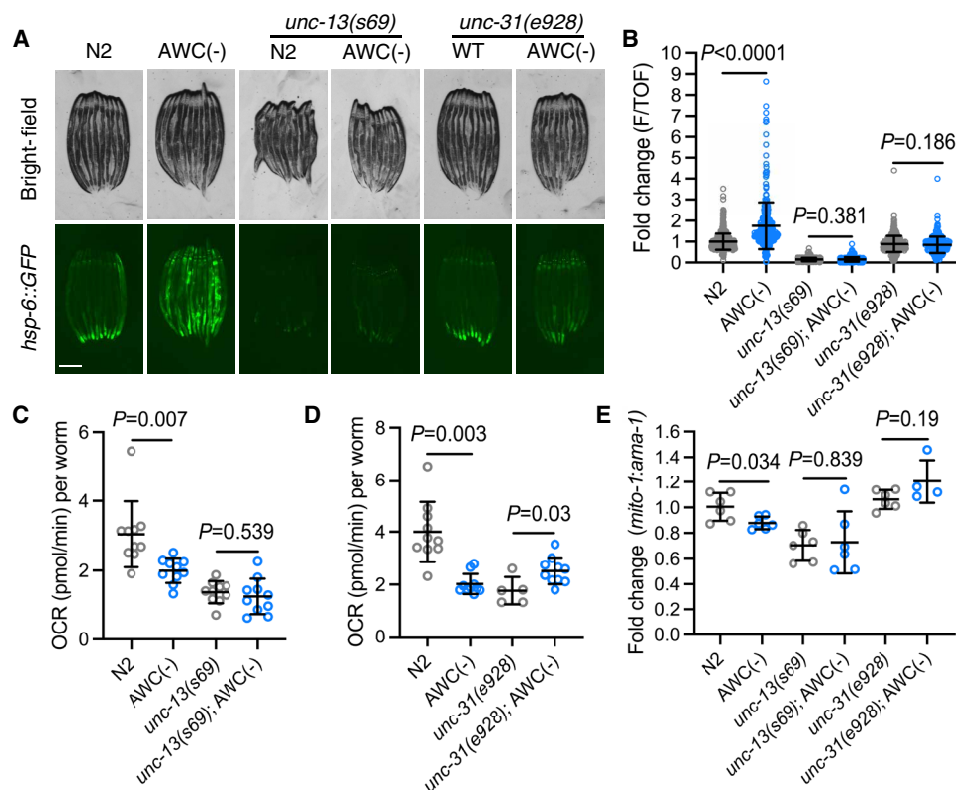 A
unc-13(s69)
unc-31(e928)
N2
AWC(-)
N2
AWC(-)
WT
AWC(-)
Bright-field
hsp-6::GFP
B
Fold change (F/TOF)
10
9
8
7
6
5
4
3
2
1
0
P<0.0001
P=0.381
P=0.186
N2
AWC(-)
unc-13(s69)
unc-13(s69); AWC(-)
unc-31(e928)
unc-31(e928); AWC(-)
C
OCR (pmol/min) per worm
6
4
2
0
P=0.007
P=0.539
N2
AWC(-)
unc-13(s69)
unc-13(s69); AWC(-)
D
OCR (pmol/min) per worm
8
6
4
2
0
P=0.003
P=0.03
N2
AWC(-)
unc-31(e928)
unc-31(e928); AWC(-)
E
Fold change (mito-1:ama-1)
1.6
1.4
1.2
1.0
0.8
0.6
0.4
0.2
0.0
P=0.034
P=0.839
P=0.19
N2
AWC(-)
unc-13(s69)
unc-13(s69); AWC(-)
unc-31(e928)
unc-31(e928); AWC(-)